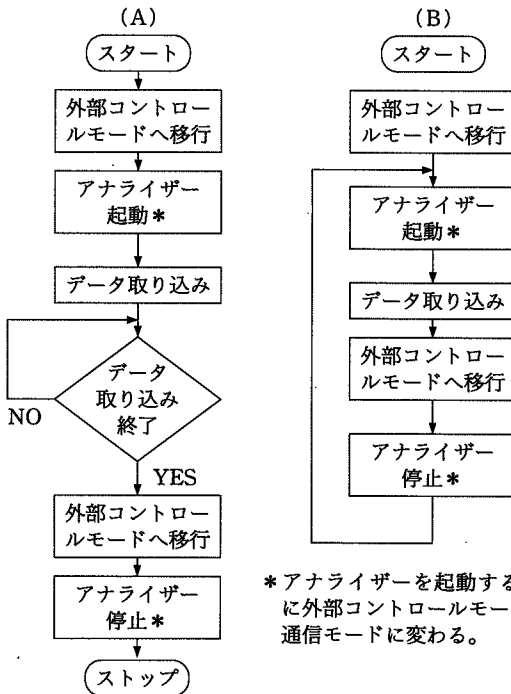 (A)
スタート
外部コントロー
ルモードへ移行
アナライザー
起動*
データ取り込み
データ
取り込み
終了
NO
YES
外部コントロー
ルモードへ移行
アナライザー
停止*
ストップ
(B)
スタート
外部コントロー
ルモードへ移行
アナライザー
起動*
データ取り込み
外部コントロー
ルモードへ移行
アナライザー
停止*
*アナライザーを起動する
に外部コントロールモー
通信モードに変わる。